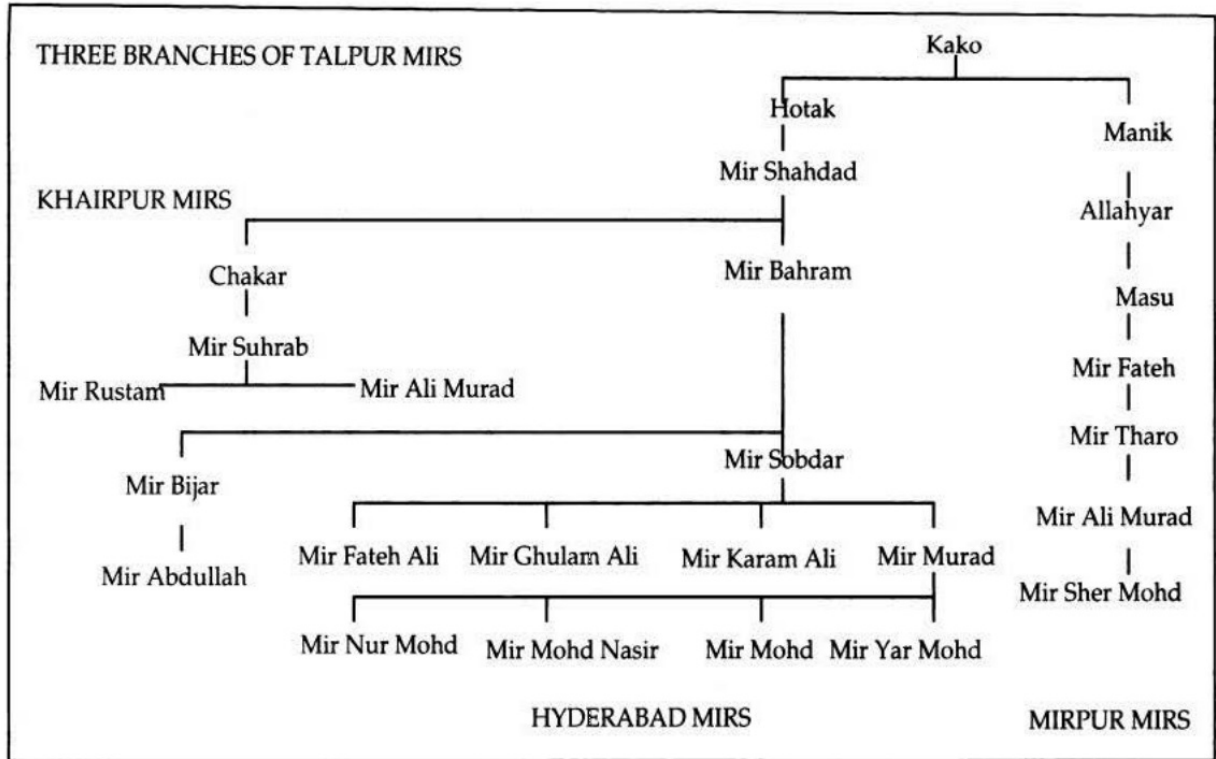 THREE BRANCHES OF TALPUR MIRS
Kako
Hotak
Manik
Mir Shahdad
KHAIRPUR MIRS
Allahyar
Chakar
Mir Bahram
Masu
Mir Suhrab
Mir Fateh
Mir Rustam
Mir Ali Murad
Mir Tharo
Mir Sobdar
Mir Bijar
Mir Ali Murad
Mir Fateh Ali
Mir Ghulam Ali
Mir Karam Ali
Mir Murad
Mir Abdullah
Mir Sher Mohd
Mir Nur Mohd
Mir Mohd Nasir
Mir Mohd
Mir Yar Mohd
HYDERABAD MIRS
MIRPUR MIRS